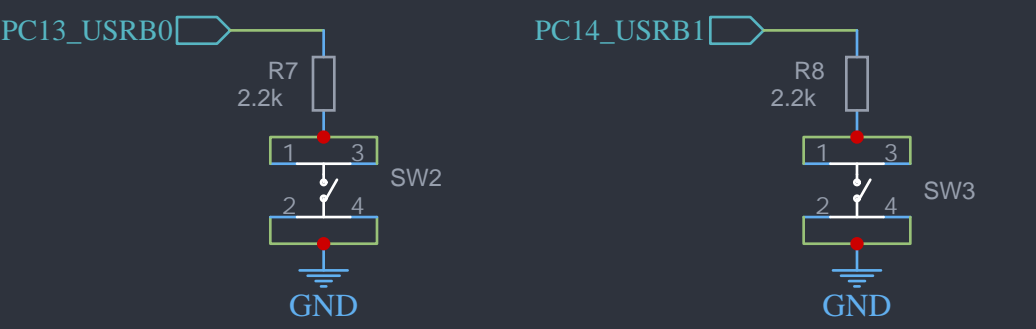 PC13_USRB0
R7
2.2k
1 3
SW2
2 4
GND
PC14_USRB1
R8
2.2k
1 3
SW3
2 4
GND